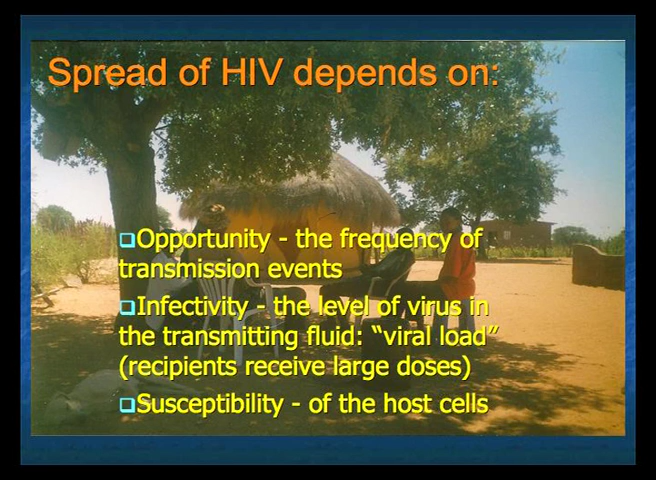 Spread of HIV depends on:
❑Opportunity - the frequency of
transmission events
❑Infectivity - the level of virus in
the transmitting fluid: “viral load”
(recipients receive large doses)
❑Susceptibility - of the host cells